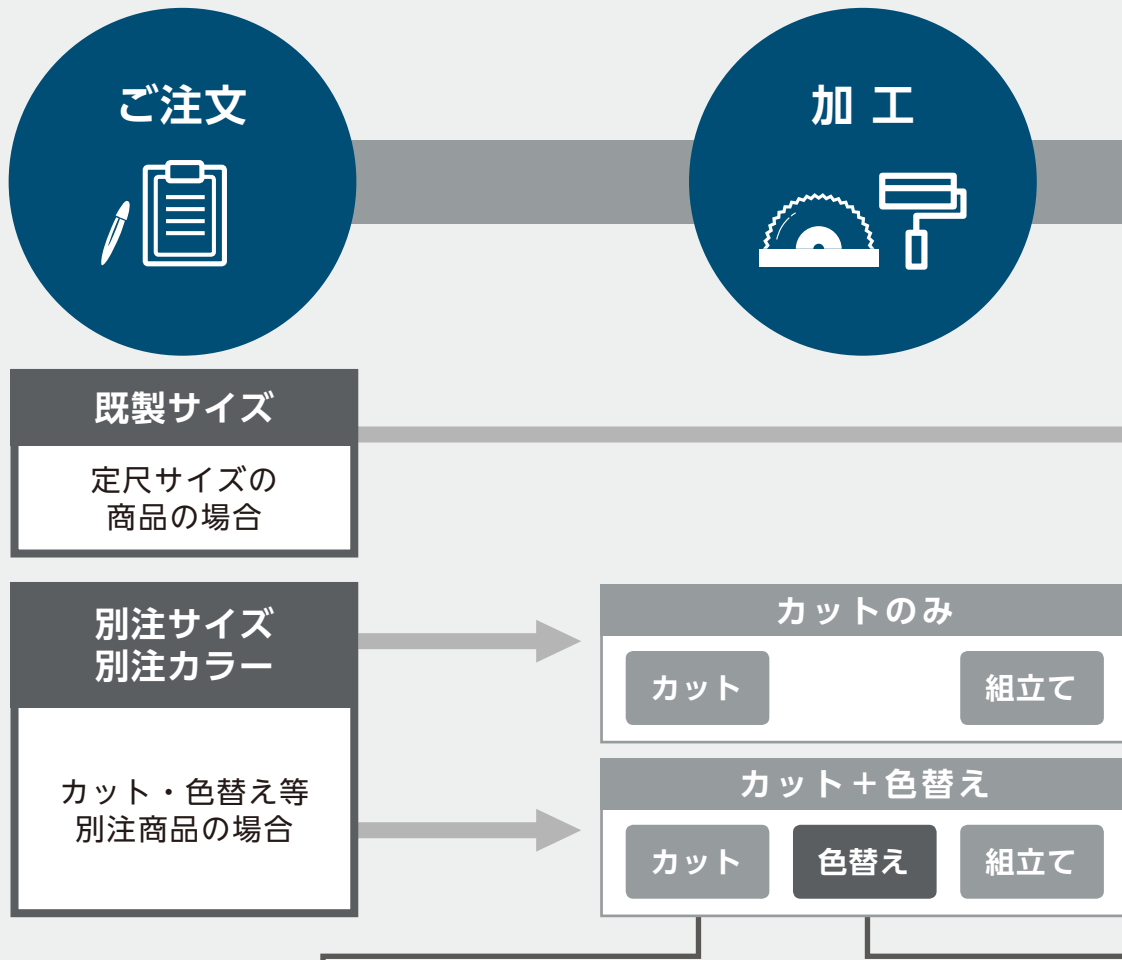 ご注文
加 工
既製サイズ
定尺サイズの
商品の場合
別注サイズ
別注カラー
カット・色替え等
別注商品の場合
カットのみ
カット
組立て
カット＋色替え
カット
色替え
組立て